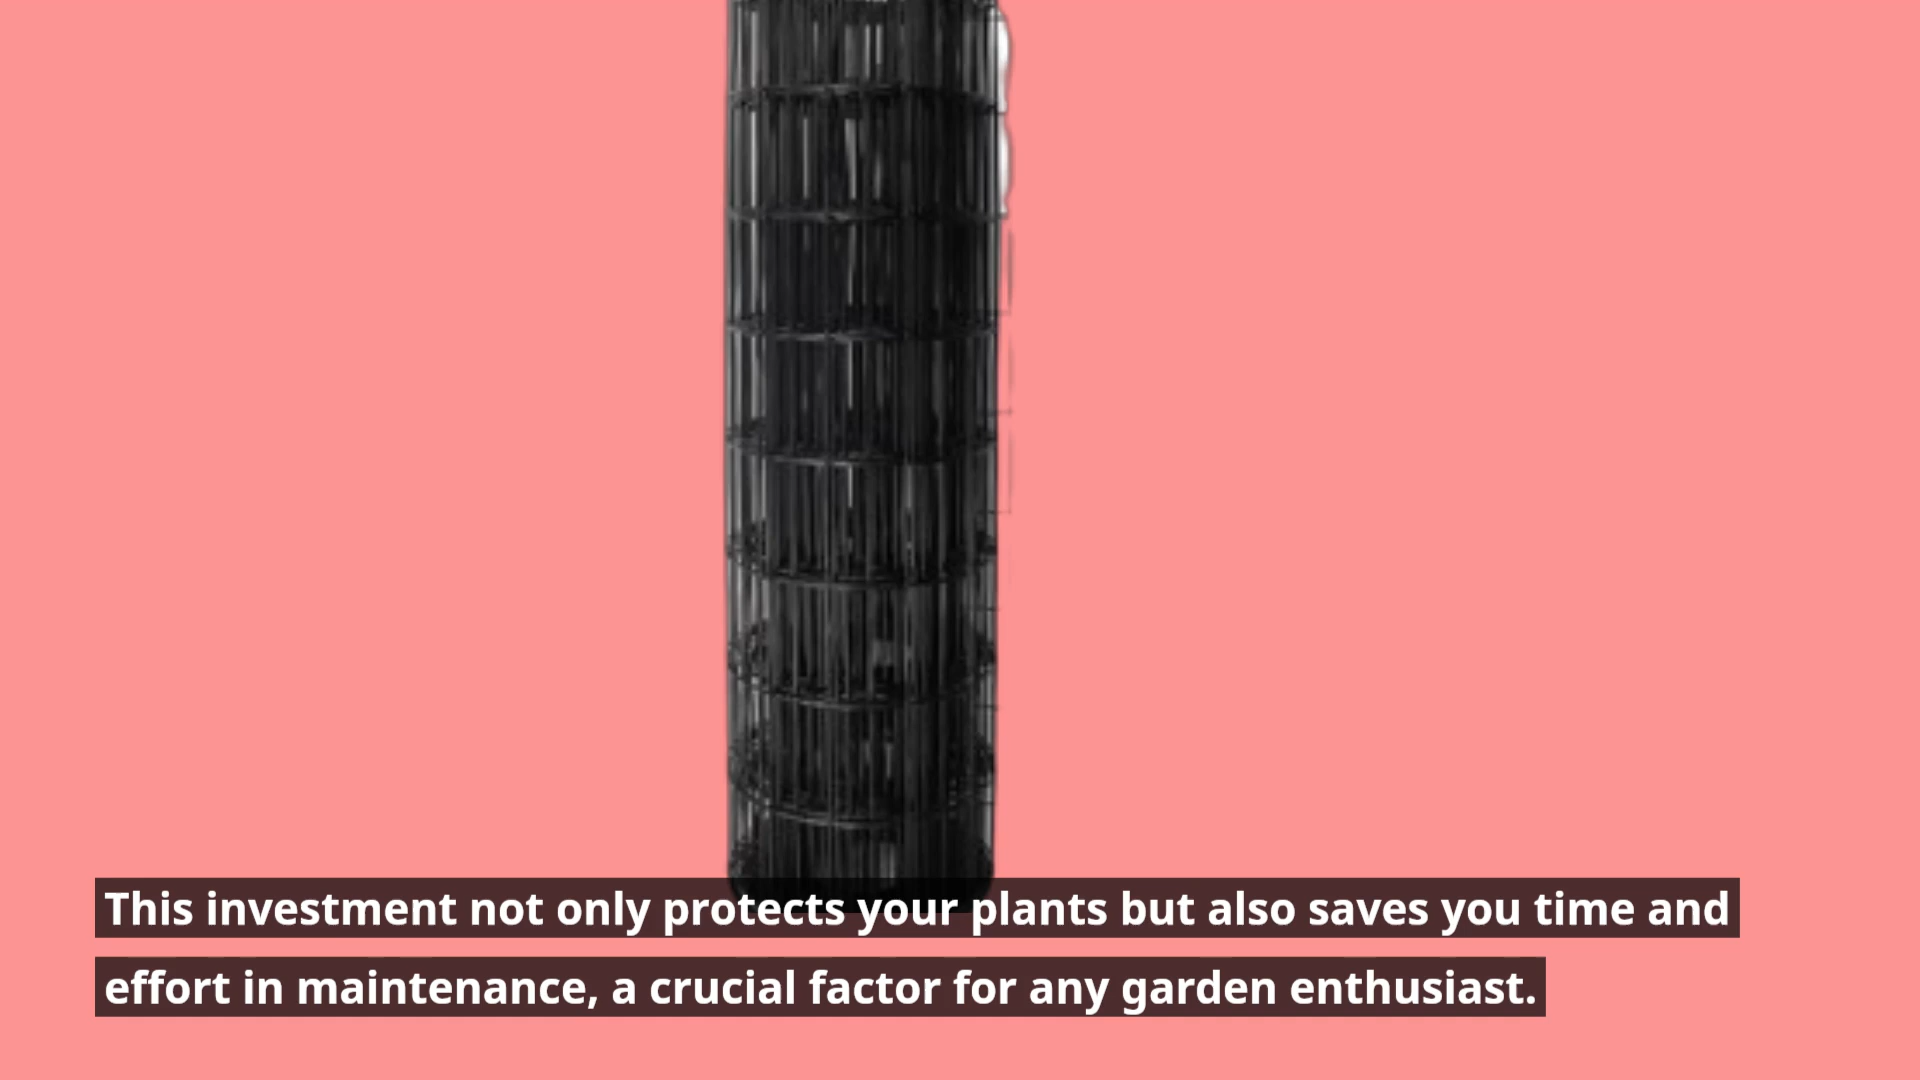 This investment not only protects your plants but also saves you time and
effort in maintenance, a crucial factor for any garden enthusiast.